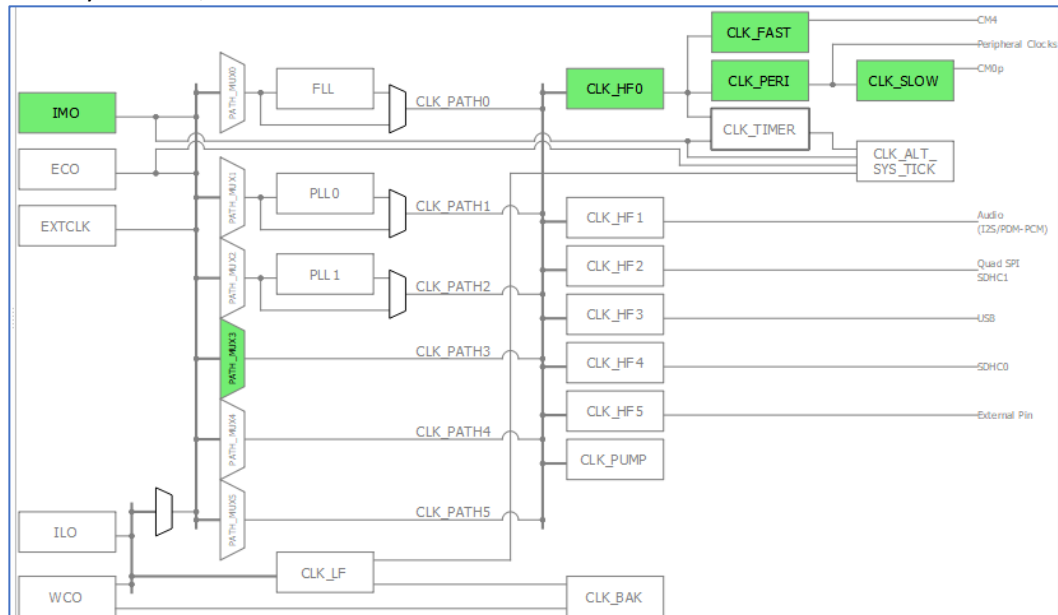 CLK_FAST
CM4
Peripheral Clocks
PATH_MUX0
FLL
CLK_PATH0
CLK_HF0
CLK_PERI
CLK_SLOW
CM0p
IMO
CLK_TIMER
ECO
CLK_ALT_
SYS_TICK
PATH_MUX1
PLL0
CLK_PATH1
CLK_HF1
Audio
(I2S/PDM-PCM)
EXTCLK
PATH_MUX2
PLL1
CLK_PATH2
CLK_HF2
Quad SPI
SDHC1
CLK_HF3
USB
PATH_MUX3
CLK_PATH3
CLK_HF4
SDHC0
CLK_HF5
External Pin
PATH_MUX4
CLK_PATH4
CLK_PUMP
PATH_MUX5
CLK_PATH5
ILO
CLK_LF
WCO
CLK_BAK